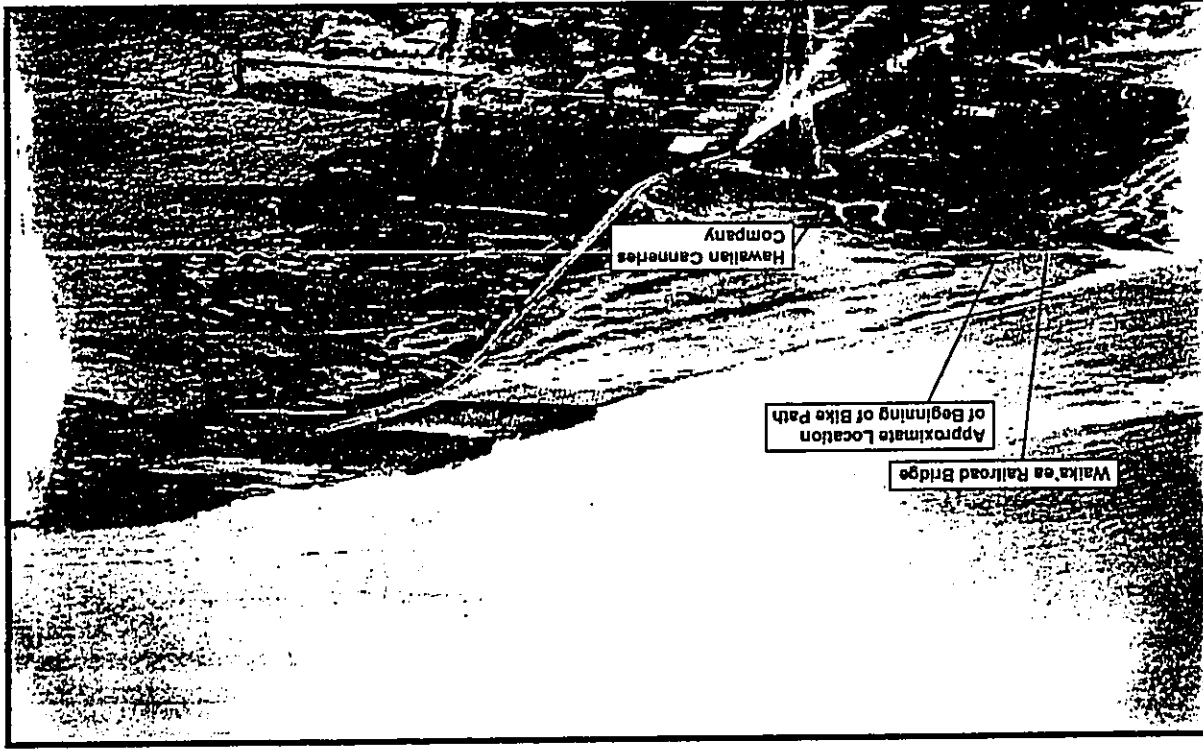 Waika'ea Railroad Bridge
Approximate Location
of Beginning of Bike Path
Hawaiian Canneries
Company